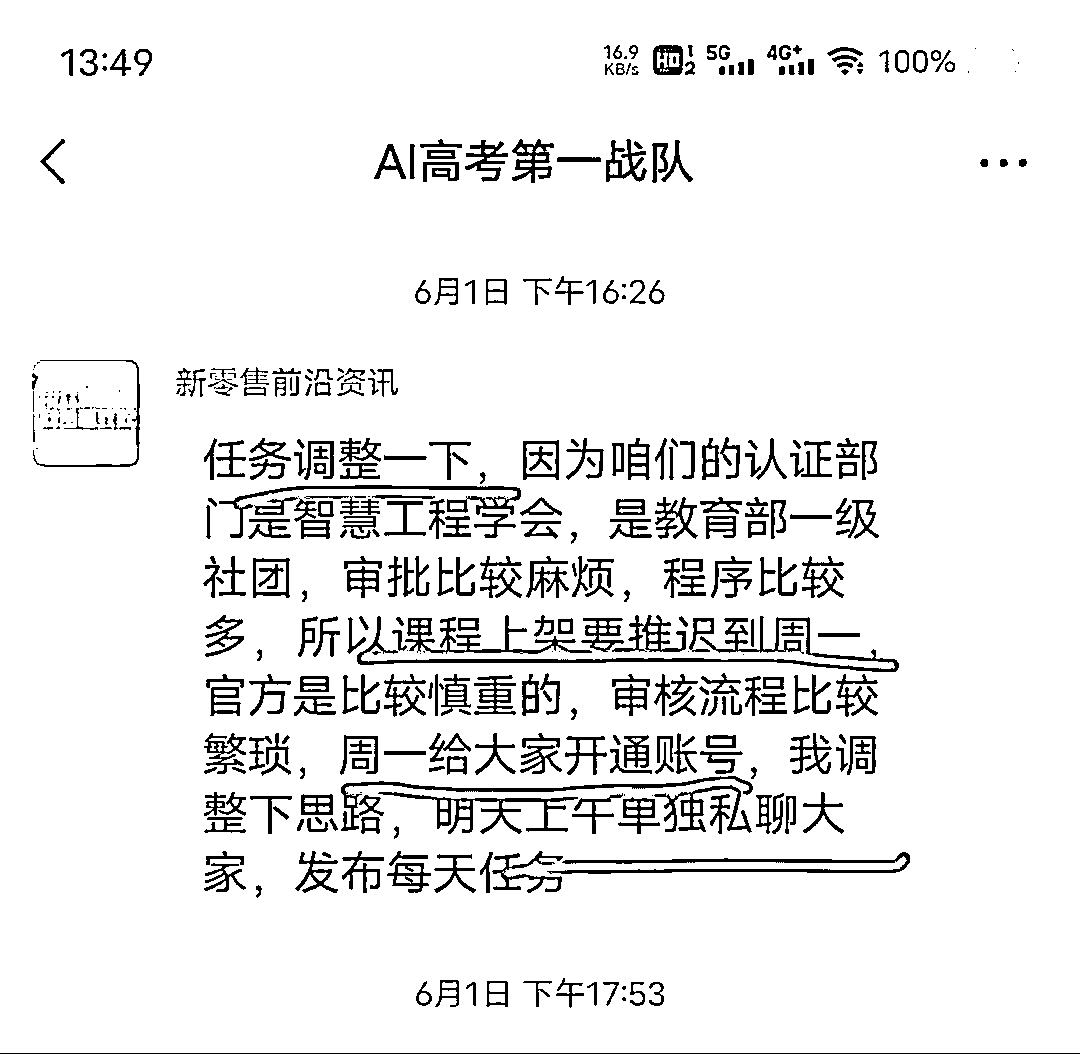 13:49
16.9 KB/s HD 1 2 5G 4G+ 100%
AI高考第一战队
6月1日 下午16:26
新零售前沿资讯
任务调整一下，因为咱们的认证部
门是智慧工程学会，是教育部一级
社团，审批比较麻烦，程序比较
多，所以课程上架要推迟到周一，
官方是比较慎重的，审核流程比较
繁琐，周一给大家开通账号，我调
整下思路，明天上午单独私聊大
家，发布每天任务
6月1日 下午17:53